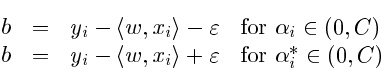 b = y_i − ⟨w, x_i⟩ − ε for α_i ∈ (0, C)
b = y_i − ⟨w, x_i⟩ + ε for α_i^* ∈ (0, C)